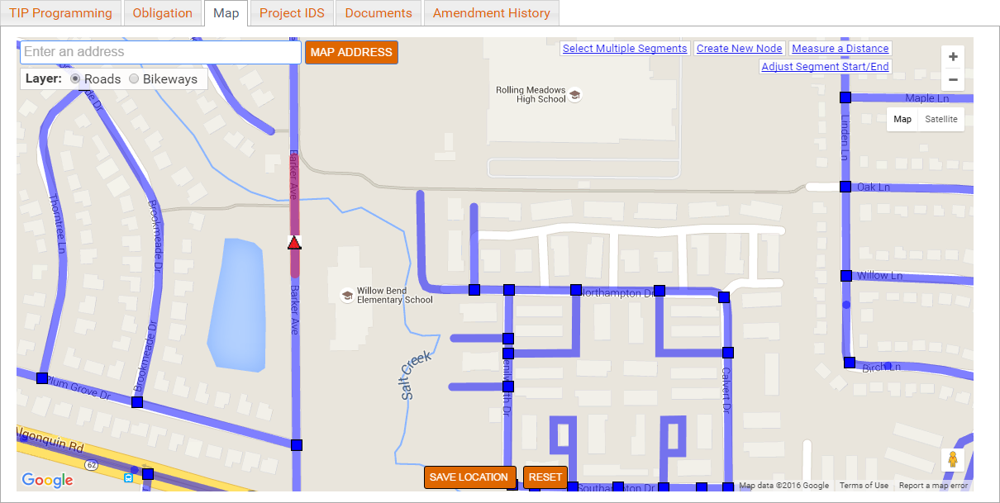 TIP Programming
Obligation
Map
Project IDS
Documents
Amendment History
Enter an address
MAP ADDRESS
Select Multiple Segments
Create New Node
Measure a Distance
Adjust Segment Start/End
Layer:
Roads
Bikeways
+
−
Map
Satellite
Rolling Meadows
High School
Maple Ln
Linden Ln
Oak Ln
Willow Ln
Birch Ln
Barker Ave
Thorntree Ln
Brookmeade Dr
Barker Ave
Willow Bend
Elementary School
Northampton Dr
Brookmeade Dr
Salt Creek
Calvert Dr
Plum Grove Dr
Algonquin Rd
62
Google
SAVE LOCATION
RESET
Southampton Dr
Map data ©2016 Google
Terms of Use
Report a map error